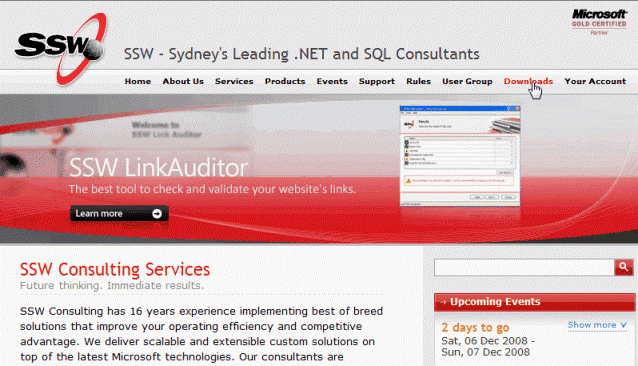 Microsoft
GOLD CERTIFIED
Partner
SSW
SSW - Sydney's Leading .NET and SQL Consultants
Home About Us Services Products Events Support Rules User Group Downloads Your Account
Welcome to
SSW Link Auditor
SSW LinkAuditor
The best tool to check and validate your website's links.
Learn more
Results
SSW Consulting Services
Future thinking. Immediate results.
SSW Consulting has 16 years experience implementing best of breed
solutions that improve your operating efficiency and competitive
advantage. We deliver scalable and extensible custom solutions on
top of the latest Microsoft technologies. Our consultants are
Upcoming Events
2 days to go
Show more
Sat, 06 Dec 2008 -
Sun, 07 Dec 2008